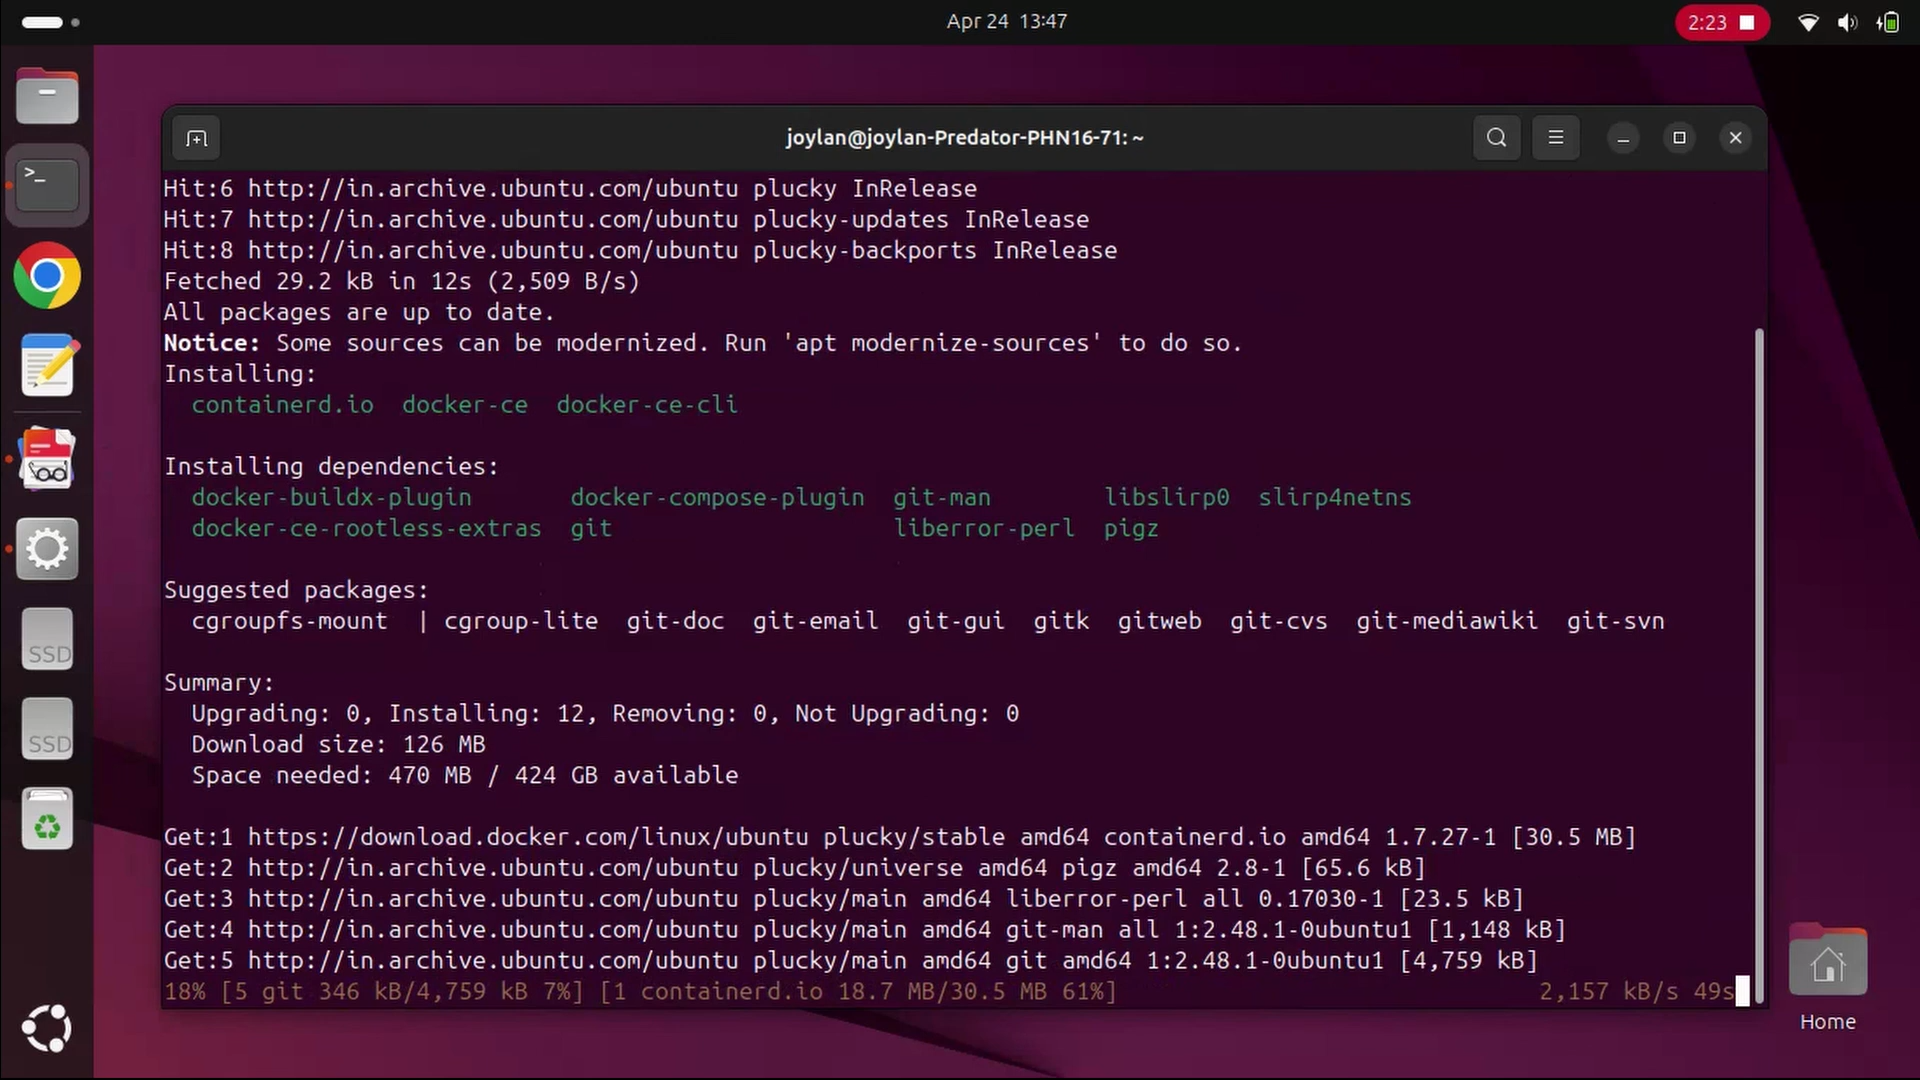 Apr 24 13:47
2:23
joylan@joylan-Predator-PHN16-71: ~
Hit:6 http://in.archive.ubuntu.com/ubuntu plucky InRelease
Hit:7 http://in.archive.ubuntu.com/ubuntu plucky-updates InRelease
Hit:8 http://in.archive.ubuntu.com/ubuntu plucky-backports InRelease
Fetched 29.2 kB in 12s (2,509 B/s)
All packages are up to date.
Notice: Some sources can be modernized. Run 'apt modernize-sources' to do so.
Installing:
containerd.io docker-ce docker-ce-cli
Installing dependencies:
docker-buildx-plugin docker-compose-plugin git-man libslirp0 slirp4netns
docker-ce-rootless-extras git liberror-perl pigz
Suggested packages:
cgroupfs-mount | cgroup-lite git-doc git-email git-gui gitk gitweb git-cvs git-mediawiki git-svn
Summary:
Upgrading: 0, Installing: 12, Removing: 0, Not Upgrading: 0
Download size: 126 MB
Space needed: 470 MB / 424 GB available
Get:1 https://download.docker.com/linux/ubuntu plucky/stable amd64 containerd.io amd64 1.7.27-1 [30.5 MB]
Get:2 http://in.archive.ubuntu.com/ubuntu plucky/universe amd64 pigz amd64 2.8-1 [65.6 kB]
Get:3 http://in.archive.ubuntu.com/ubuntu plucky/main amd64 liberror-perl all 0.17030-1 [23.5 kB]
Get:4 http://in.archive.ubuntu.com/ubuntu plucky/main amd64 git-man all 1:2.48.1-0ubuntu1 [1,148 kB]
Get:5 http://in.archive.ubuntu.com/ubuntu plucky/main amd64 git amd64 1:2.48.1-0ubuntu1 [4,759 kB]
18% [5 git 346 kB/4,759 kB 7%] [1 containerd.io 18.7 MB/30.5 MB 61%] 2,157 kB/s 49s
>_
SSD
SSD
Home